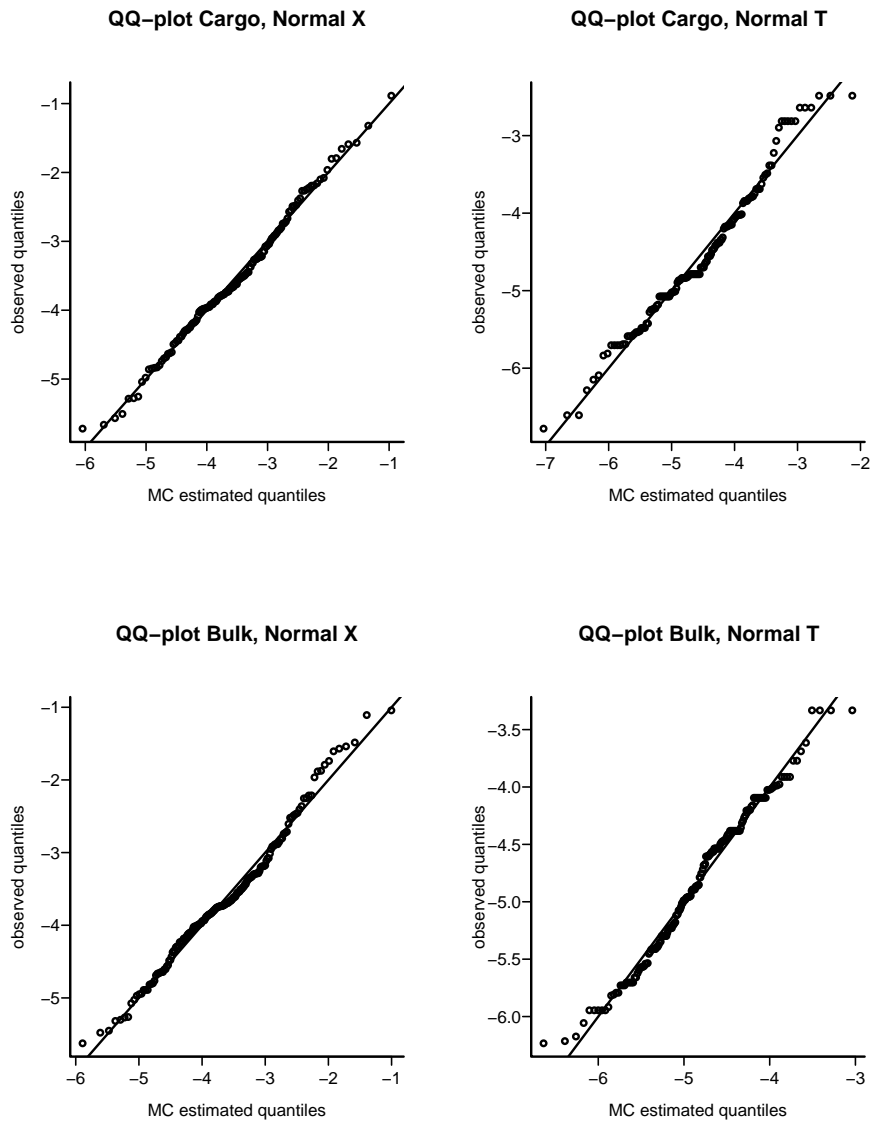 QQ−plot Cargo, Normal X
−1
−2
−3
−4
−5
observed quantiles
−6 −5 −4 −3 −2 −1
MC estimated quantiles
QQ−plot Cargo, Normal T
−3
−4
−5
−6
observed quantiles
−7 −6 −5 −4 −3 −2
MC estimated quantiles
QQ−plot Bulk, Normal X
−1
−2
−3
−4
−5
observed quantiles
−6 −5 −4 −3 −2 −1
MC estimated quantiles
QQ−plot Bulk, Normal T
−3.5
−4.0
−4.5
−5.0
−5.5
−6.0
observed quantiles
−6 −5 −4 −3
MC estimated quantiles